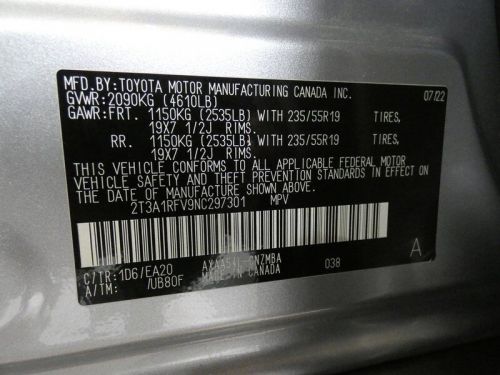 MFD.BY:TOYOTA MOTOR MANUFACTURING CANADA INC.
GVWR:2090KG (4610LB) 07/22
GAWR:FRT. 1150KG (2535LB) WITH 235/55R19 TIRES,
19X7 1/2J RIMS.
RR. 1150KG (2535LB) WITH 235/55R19 TIRES,
19X7 1/2J RIMS.
THIS VEHICLE CONFORMS TO ALL APPLICABLE FEDERAL MOTOR
VEHICLE SAFETY AND THEFT PREVENTION STANDARDS IN EFFECT ON
THE DATE OF MANUFACTURE SHOWN ABOVE.
2T3A1RFV9NC297301 MPV
A
C/TR:1D6/EA20 038
A/TM: /UB80F MADE IN CANADA